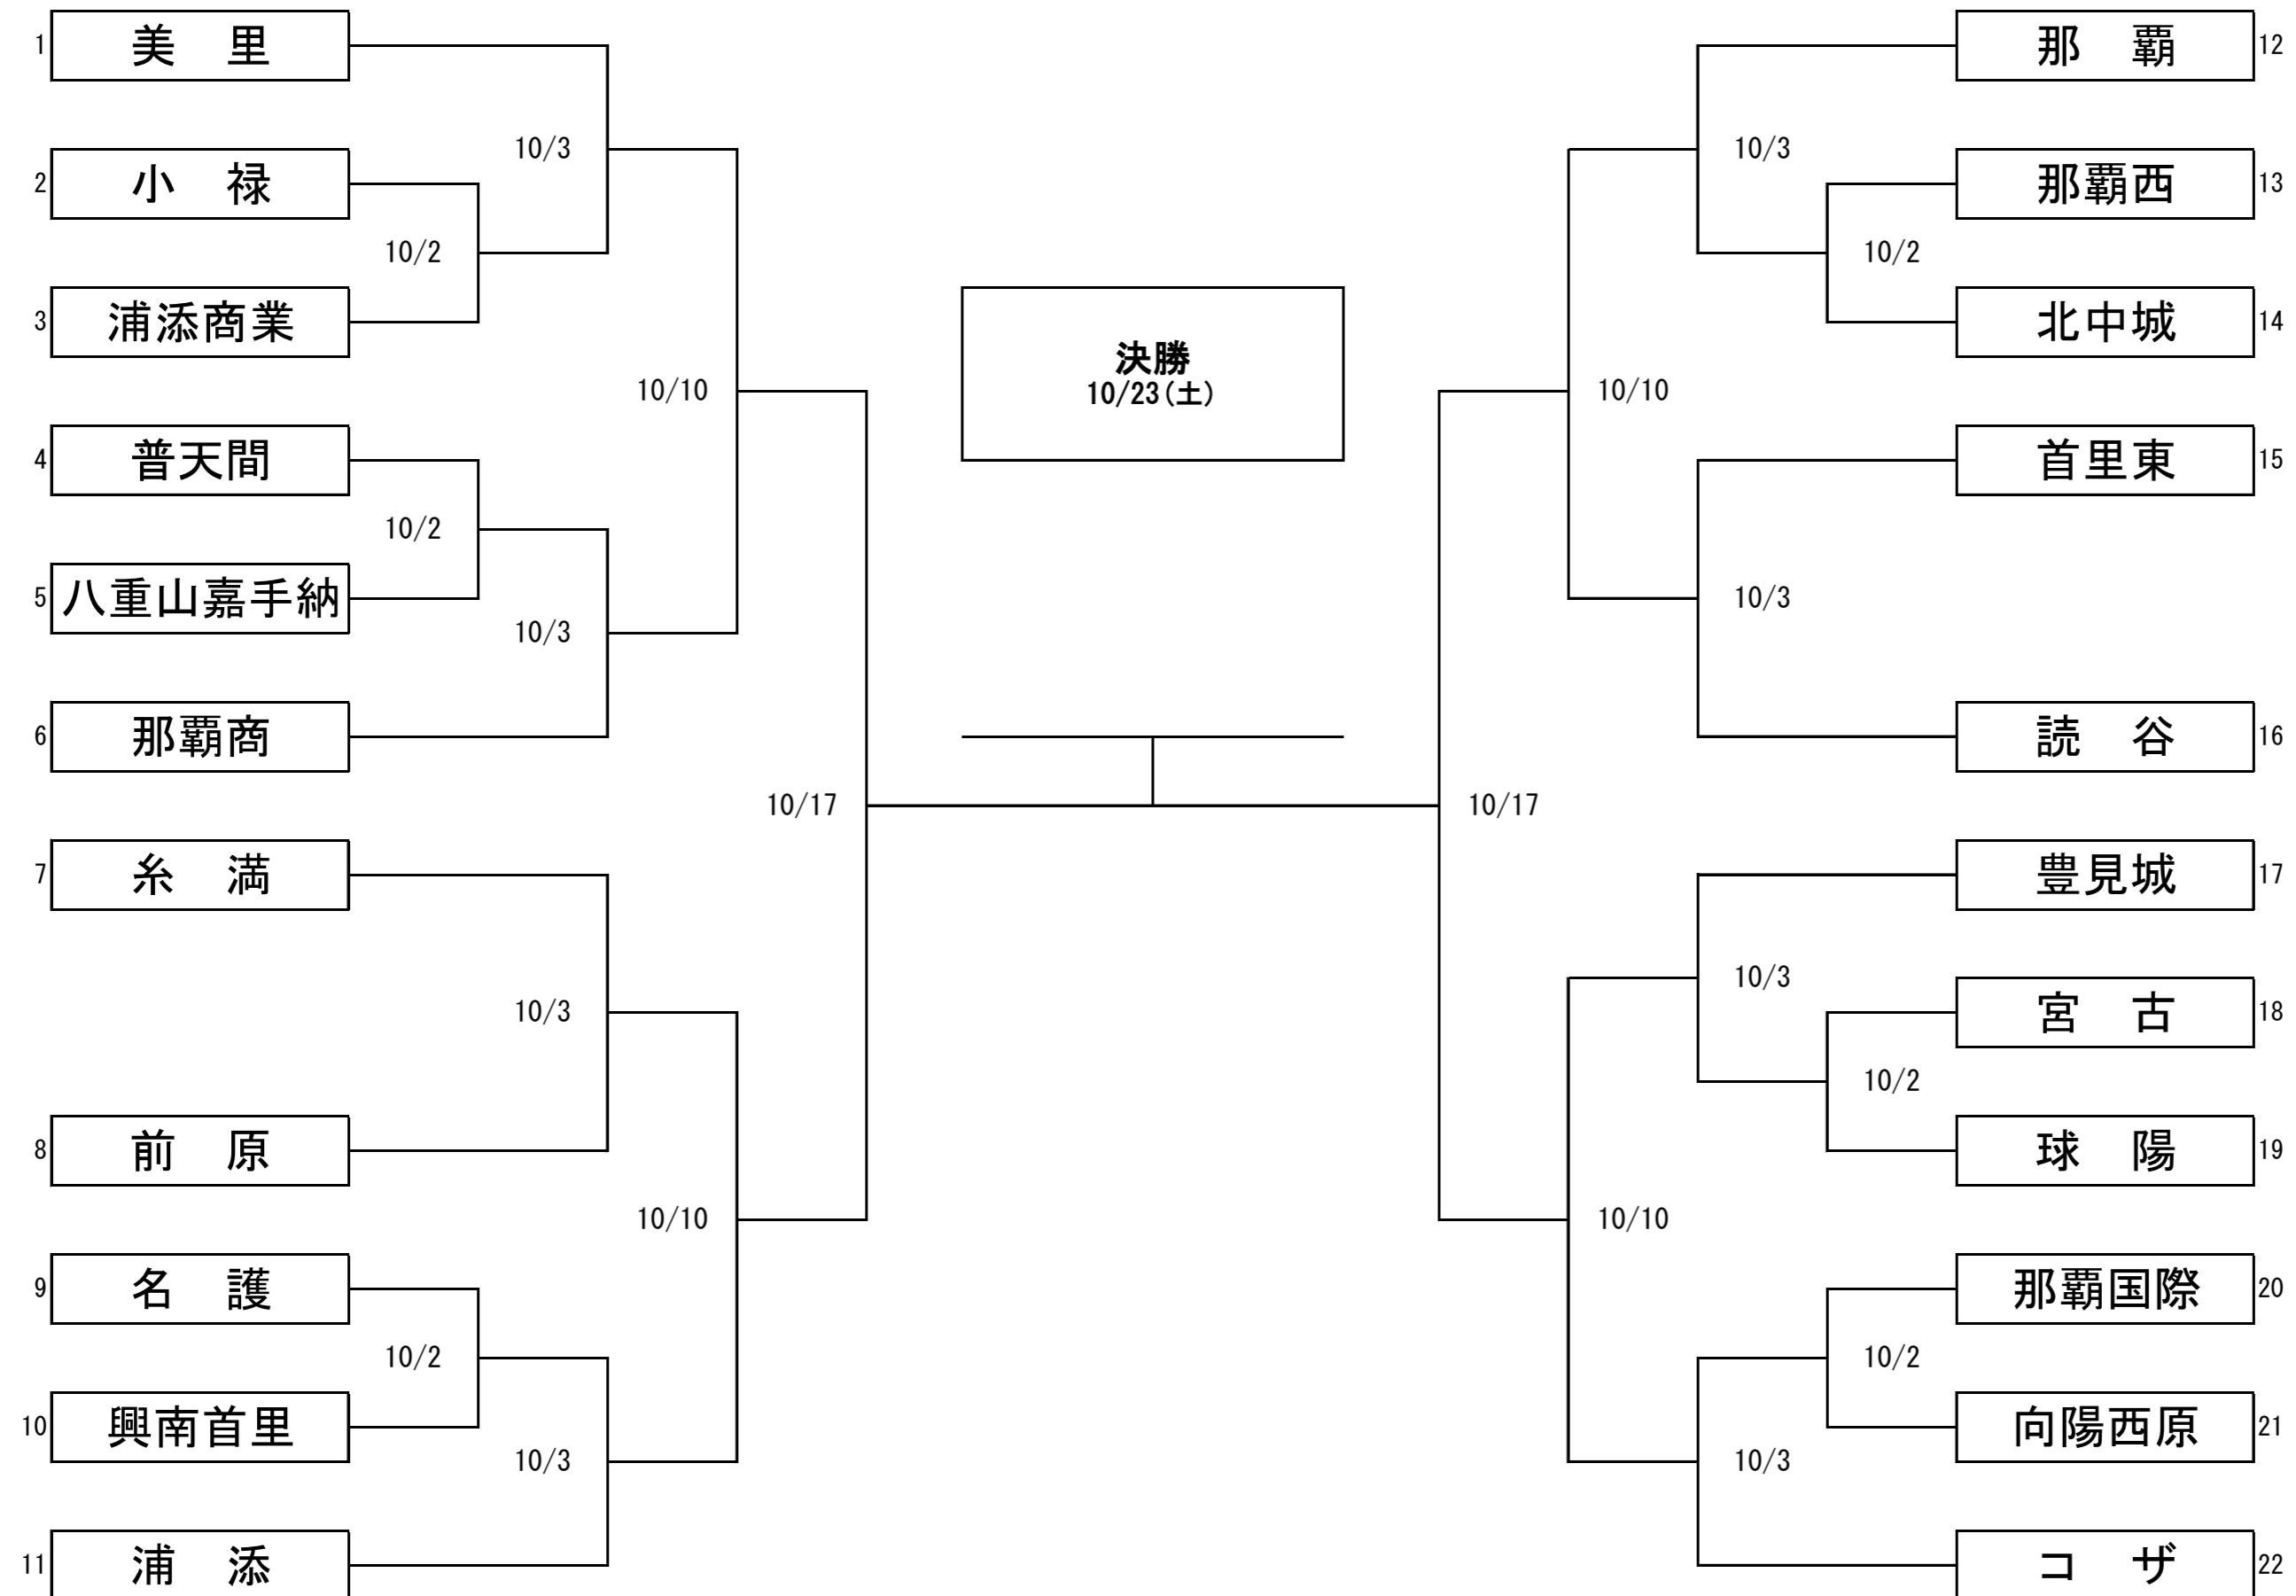 1 美　里
10/3
2 小　禄
10/2
3 浦添商業
10/10
4 普天間
10/2
5 八重山嘉手納
10/3
6 那覇商
10/17
7 糸　満
10/3
8 前　原
10/10
9 名　護
10/2
10 興南首里
10/3
11 浦　添
決勝
10/23(土)
那　覇 12
10/3
那覇西 13
10/2
北中城 14
10/10
首里東 15
10/3
読　谷 16
10/17
豊見城 17
10/3
宮　古 18
10/2
球　陽 19
10/10
那覇国際 20
10/2
向陽西原 21
10/3
コ　ザ 22